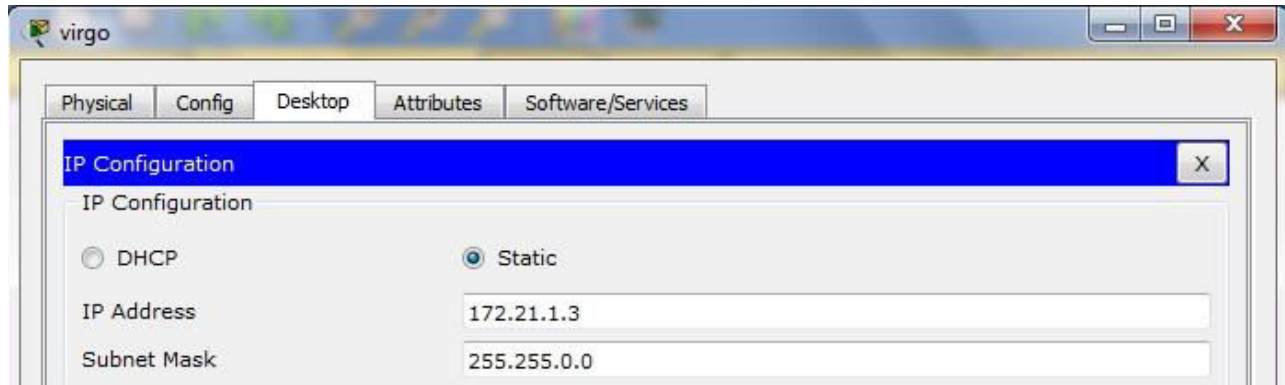 virgo
Physical Config Desktop Attributes Software/Services
IP Configuration X
IP Configuration
DHCP Static
IP Address 172.21.1.3
Subnet Mask 255.255.0.0